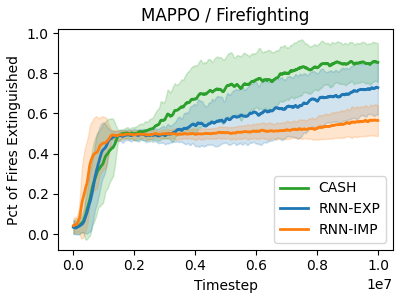 MAPPO / Firefighting
Pct of Fires Extinguished
1.0
0.8
0.6
0.4
0.2
0.0
CASH
RNN-EXP
RNN-IMP
0.0 0.2 0.4 0.6 0.8 1.0
1e7
Timestep